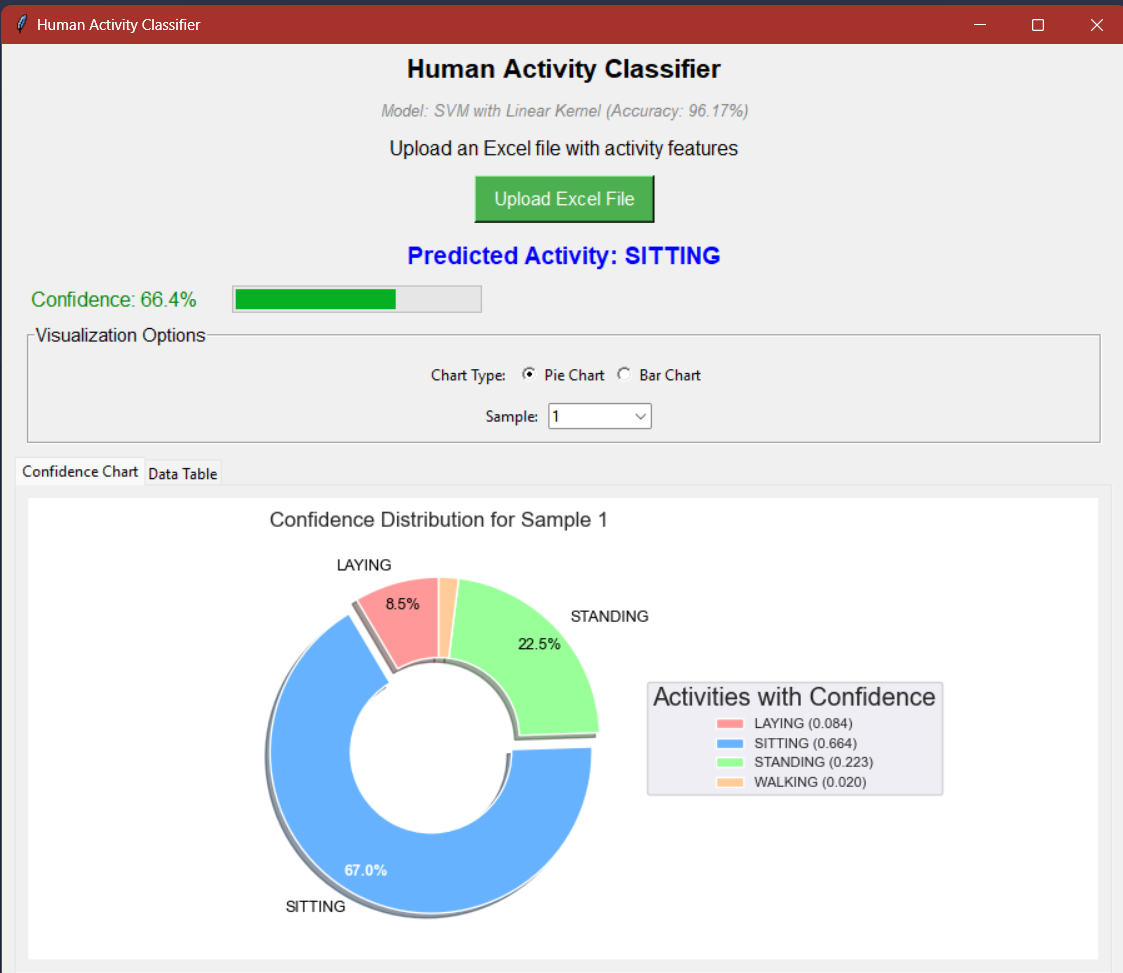 Human Activity Classifier
Human Activity Classifier
Model: SVM with Linear Kernel (Accuracy: 96.17%)
Upload an Excel file with activity features
Upload Excel File
Predicted Activity: SITTING
Confidence: 66.4%
Visualization Options
Chart Type: Pie Chart Bar Chart
Sample: 1
Confidence Chart Data Table
Confidence Distribution for Sample 1
LAYING
8.5%
STANDING
22.5%
Activities with Confidence
LAYING (0.084)
SITTING (0.664)
STANDING (0.223)
WALKING (0.020)
67.0%
SITTING